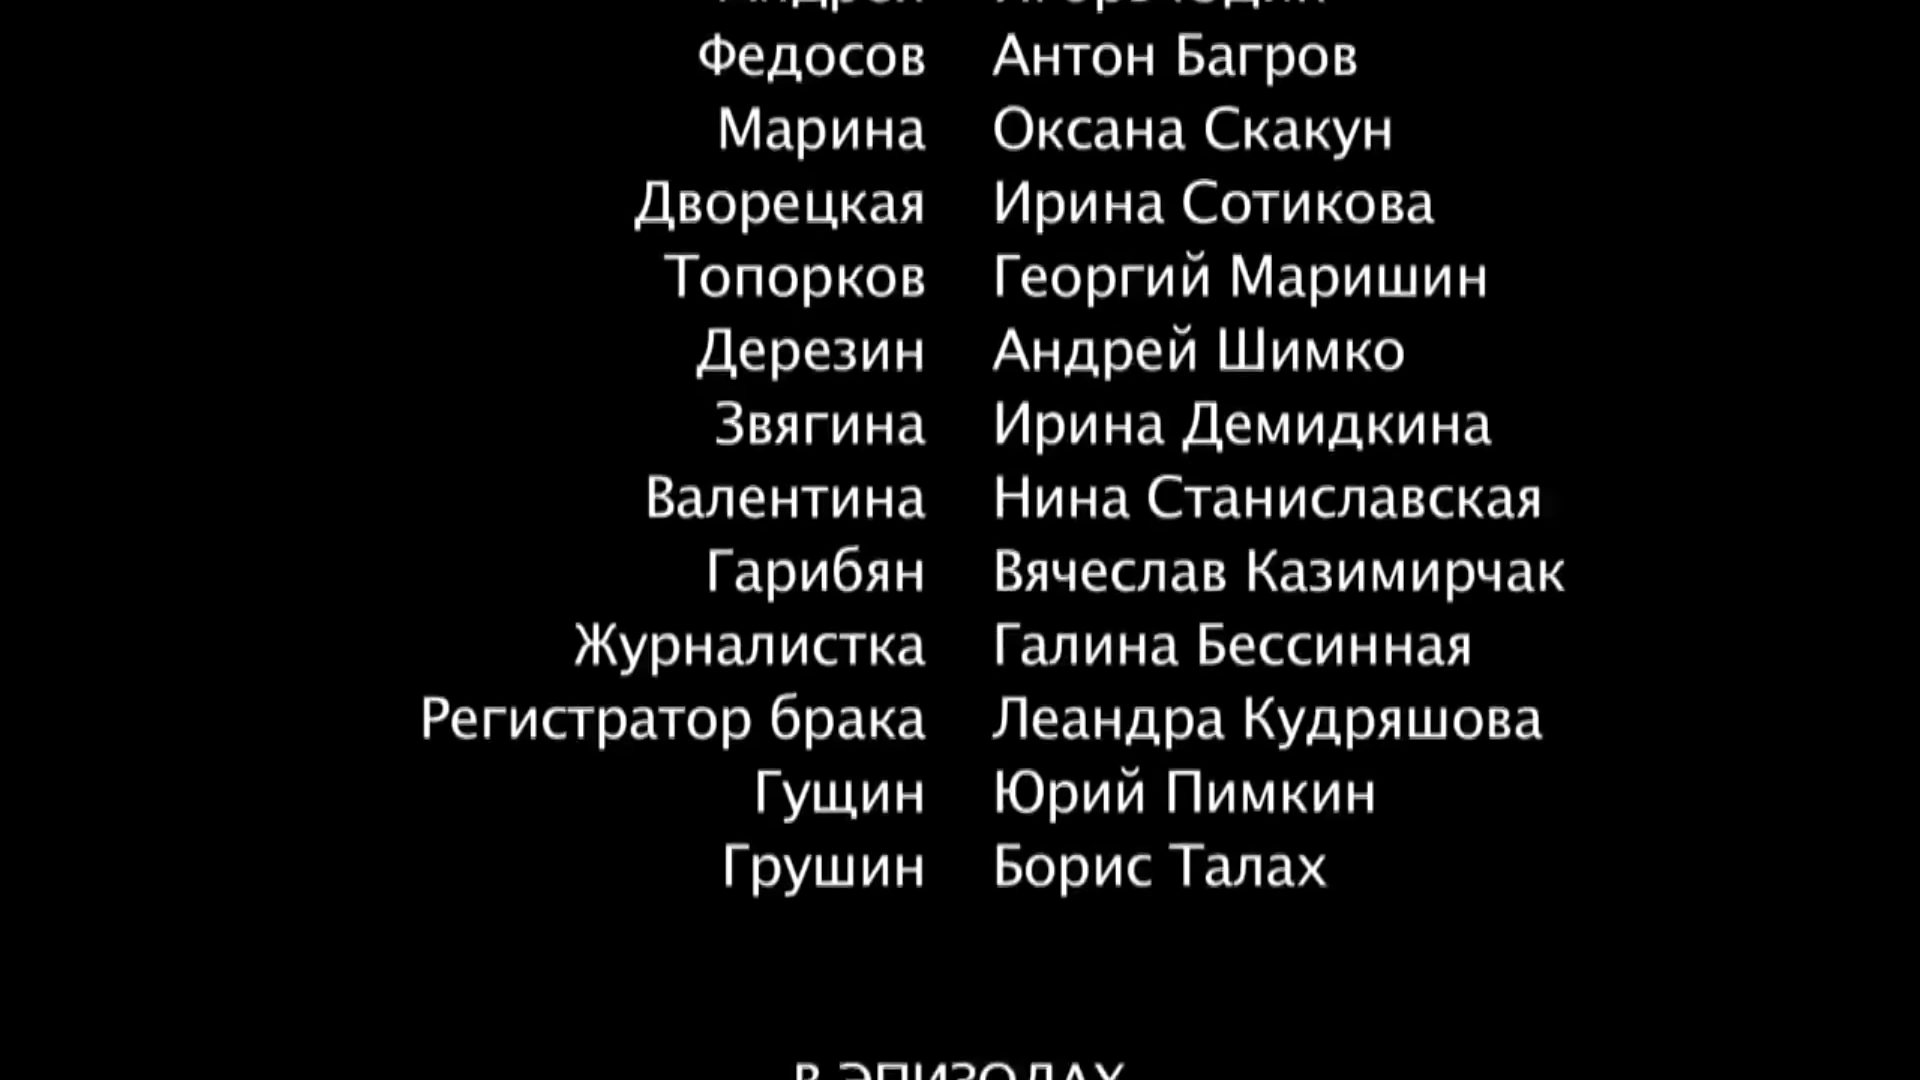 Федосов Антон Багров
Марина Оксана Скакун
Дворецкая Ирина Сотикова
Топорков Георгий Маришин
Дерезин Андрей Шимко
Звягина Ирина Демидкина
Валентина Нина Станиславская
Гарибян Вячеслав Казимирчак
Журналистка Галина Бессинная
Регистратор брака Леандра Кудряшова
Гущин Юрий Пимкин
Грушин Борис Талах
В ЭПИЗОДАХ